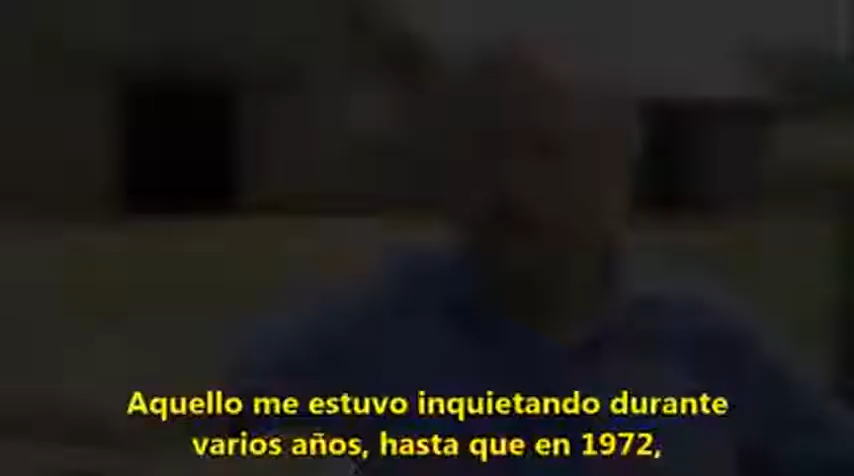 Aquello me estuvo inquietando durante
varios años, hasta que en 1972,